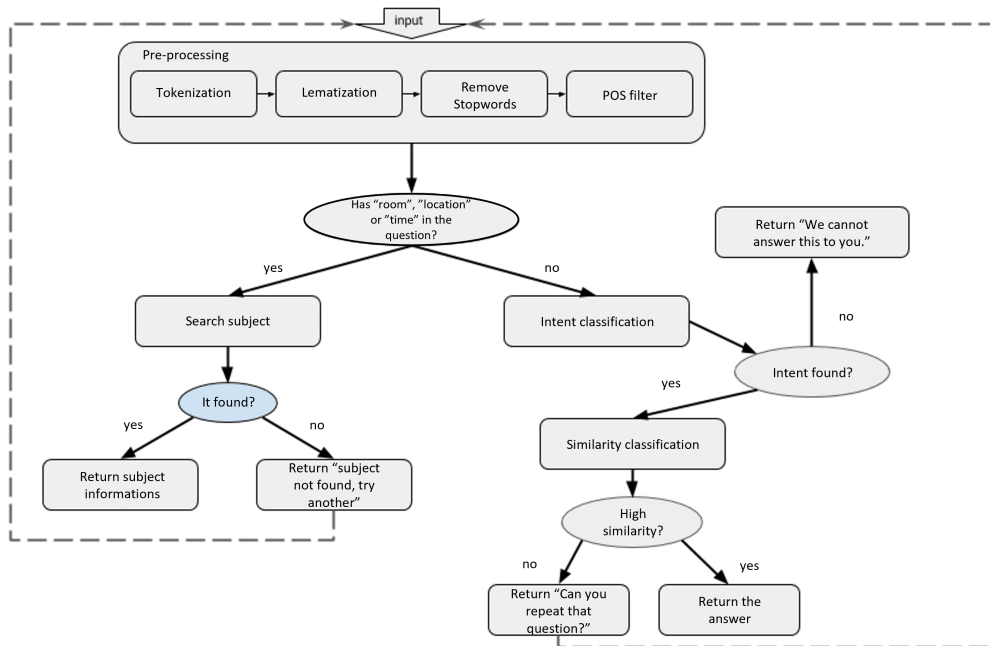 input
Pre-processing
Tokenization
Lematization
Remove
Stopwords
POS filter
Has “room”, ”location”
or ”time” in the
question?
yes
no
Return “We cannot
answer this to you.”
no
Search subject
Intent classification
Intent found?
yes
It found?
yes
no
Similarity classification
Return subject
informations
Return “subject
not found, try
another”
High
similarity?
no
yes
Return “Can you
repeat that
question?”
Return the
answer